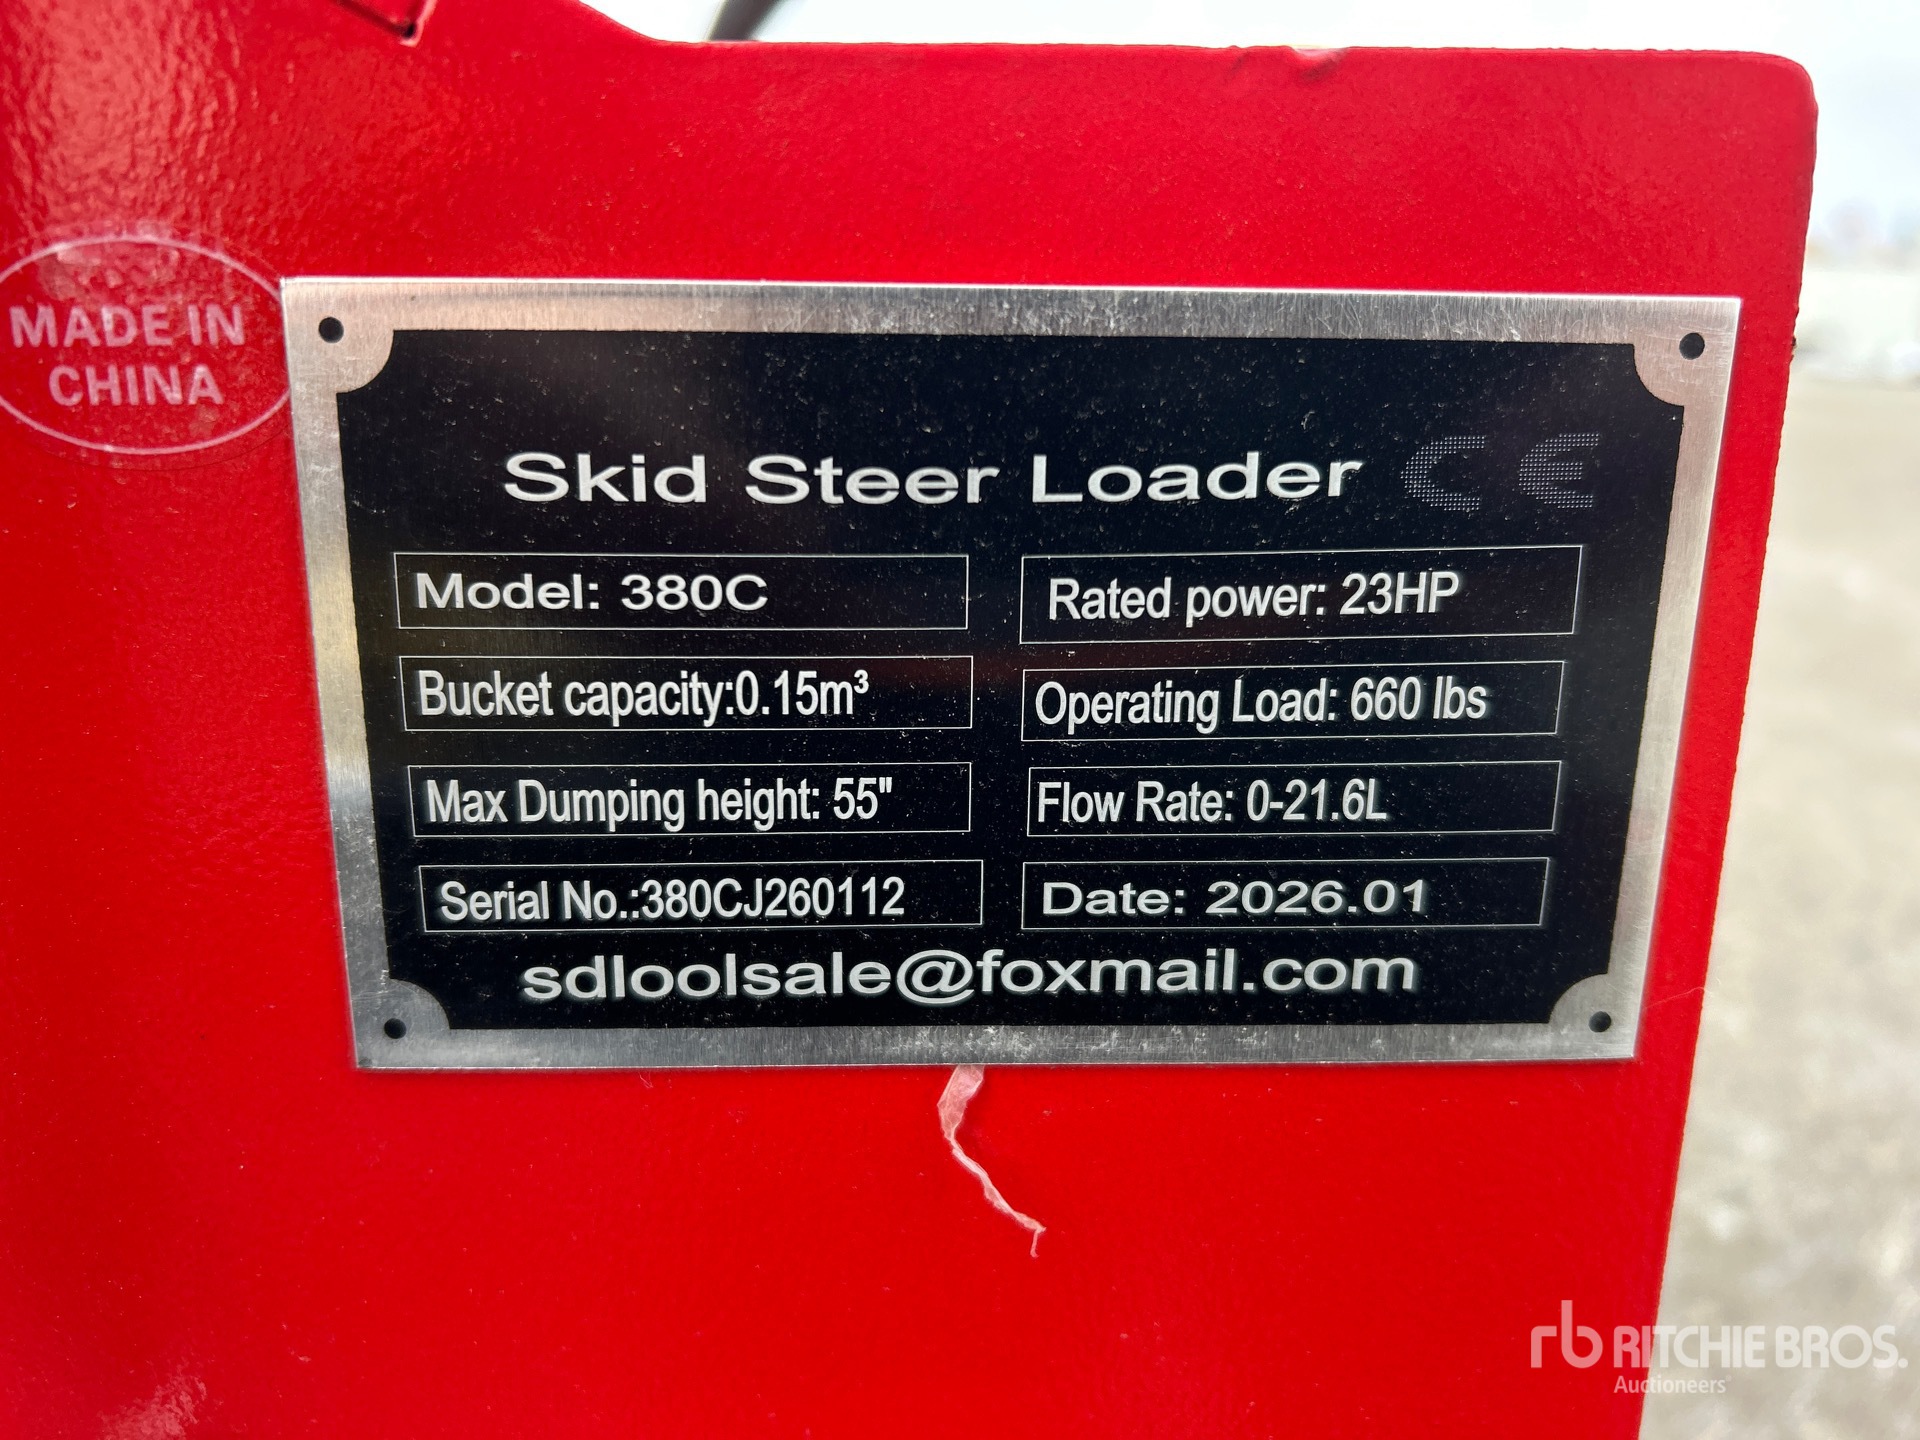 MADE IN
CHINA
Skid Steer Loader CE
Model: 380C
Rated power: 23HP
Bucket capacity:0.15m³
Operating Load: 660 lbs
Max Dumping height: 55"
Flow Rate: 0-21.6L
Serial No.:380CJ260112
Date: 2026.01
sdloolsale@foxmail.com
rb RITCHIE BROS.
Auctioneers